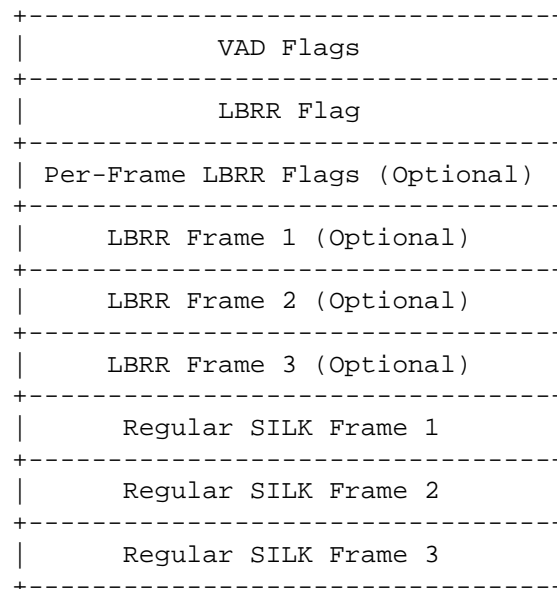 +---------------------------------
| VAD Flags
+---------------------------------
| LBRR Flag
+---------------------------------
| Per-Frame LBRR Flags (Optional)
+---------------------------------
| LBRR Frame 1 (Optional)
+---------------------------------
| LBRR Frame 2 (Optional)
+---------------------------------
| LBRR Frame 3 (Optional)
+---------------------------------
| Regular SILK Frame 1
+---------------------------------
| Regular SILK Frame 2
+---------------------------------
| Regular SILK Frame 3
+---------------------------------